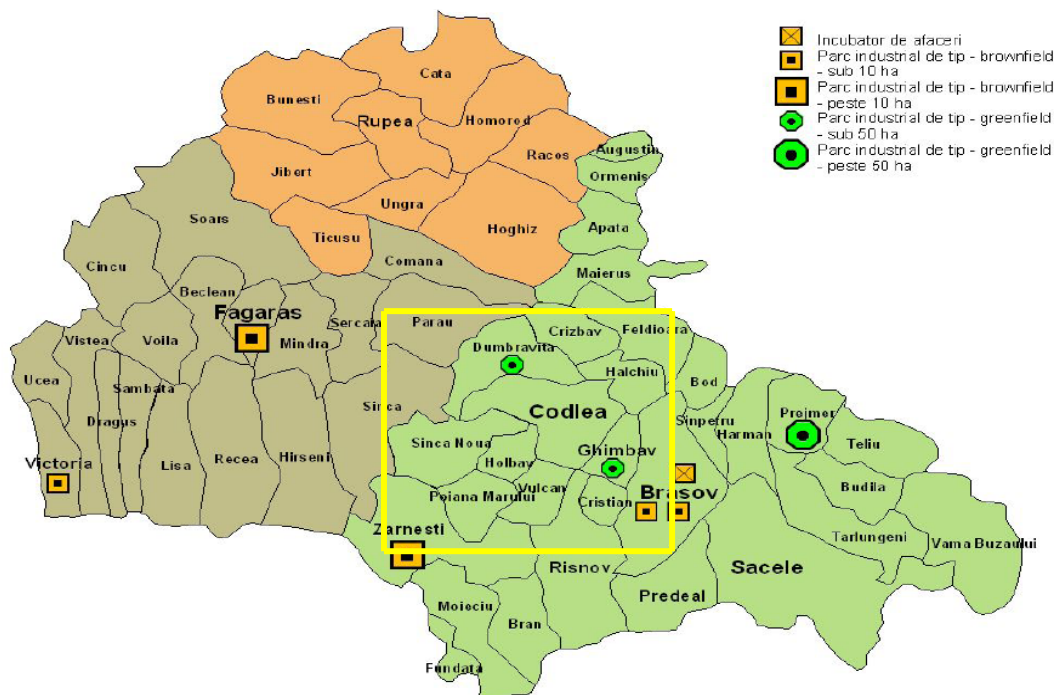 Incubator de afaceri
Parc industrial de tip - brownfield
- sub 10 ha
Parc industrial de tip - brownfield
- peste 10 ha
Parc industrial de tip - greenfield
- sub 50 ha
Parc industrial de tip - greenfield
- peste 50 ha
Cata
Bunesti
Rupea
Homorod
Racos
Augustin
Jibert
Ormenis
Ungra
Soars
Ticusu
Hoghiz
Apata
Comana
Cincu
Maierus
Beclean
Fagaras
Sercaia
Parau
Crizbav
Feldioara
Vistea
Voila
Mindra
Dumbravita
Halchiu
Ucea
Sambata
Sinca
Bod
Dragus
Codlea
Sinpetru
Prejmer
Harman
Teliu
Victoria
Lisa
Recea
Hirseni
Sinca Noua
Holbav
Ghimbav
Poiana Marului
Vulcan
Cristian
Brasov
Budila
Zarnesti
Tarlungeni
Vama Buzaului
Risnov
Sacele
Moieciu
Bran
Predeal
Fundata